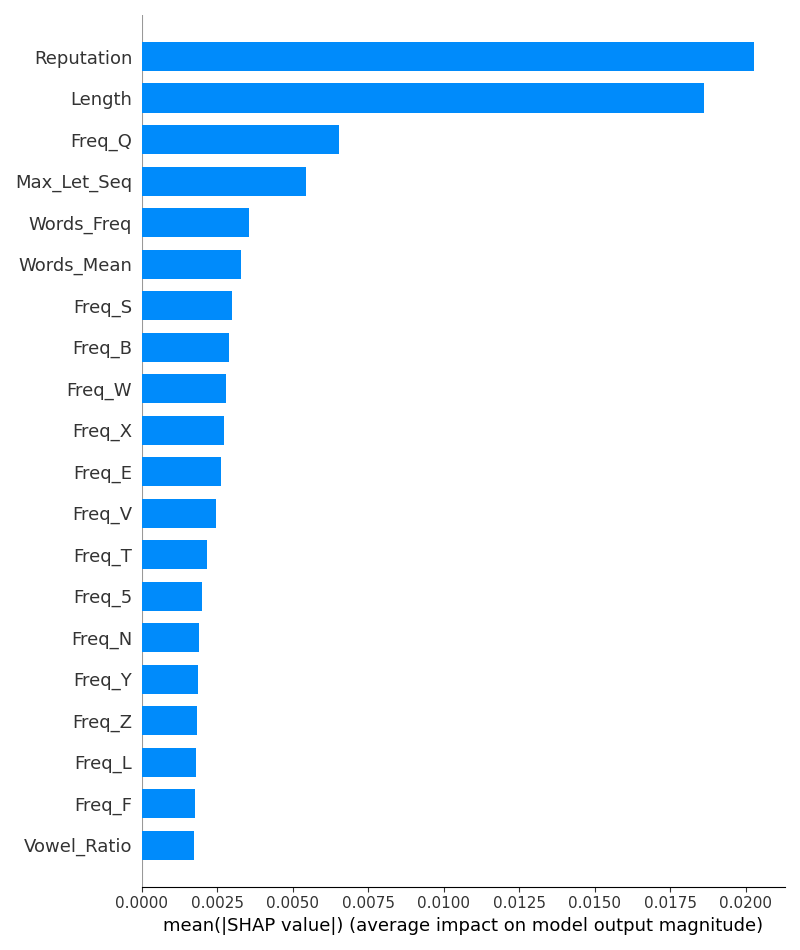 Reputation
Length
Freq_Q
Max_Let_Seq
Words_Freq
Words_Mean
Freq_S
Freq_B
Freq_W
Freq_X
Freq_E
Freq_V
Freq_T
Freq_5
Freq_N
Freq_Y
Freq_Z
Freq_L
Freq_F
Vowel_Ratio
0.0000 0.0025 0.0050 0.0075 0.0100 0.0125 0.0150 0.0175 0.0200
mean(|SHAP value|) (average impact on model output magnitude)